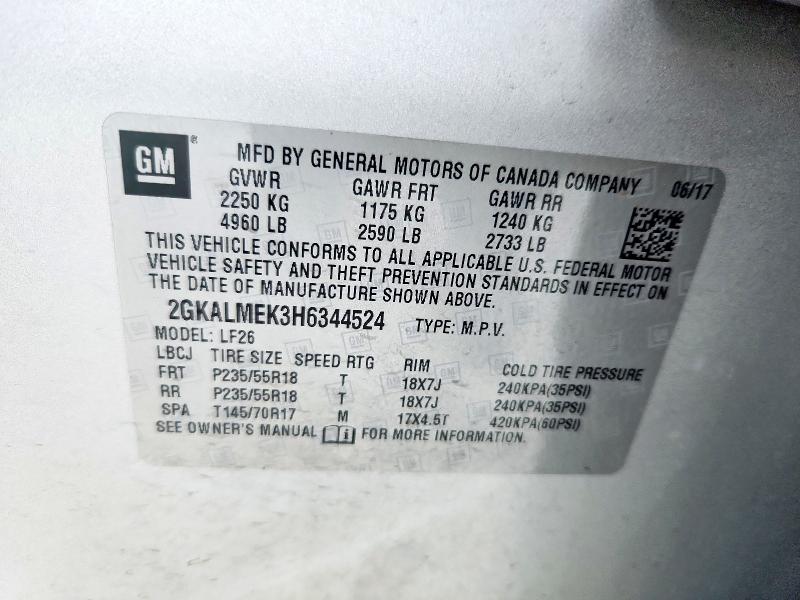 GM
MFD BY GENERAL MOTORS OF CANADA COMPANY 06/17
GVWR GAWR FRT GAWR RR
2250 KG 1175 KG 1240 KG
4960 LB 2590 LB 2733 LB
THIS VEHICLE CONFORMS TO ALL APPLICABLE U.S. FEDERAL MOTOR
VEHICLE SAFETY AND THEFT PREVENTION STANDARDS IN EFFECT ON
THE DATE OF MANUFACTURE SHOWN ABOVE.
2GKALMEK3H6344524 TYPE: M.P.V.
MODEL: LF26
LBCJ TIRE SIZE SPEED RTG RIM COLD TIRE PRESSURE
FRT P235/55R18 T 18X7J 240KPA(35PSI)
RR P235/55R18 T 18X7J 240KPA(35PSI)
SPA T145/70R17 M 17X4.5T 420KPA(60PSI)
SEE OWNER'S MANUAL FOR MORE INFORMATION.